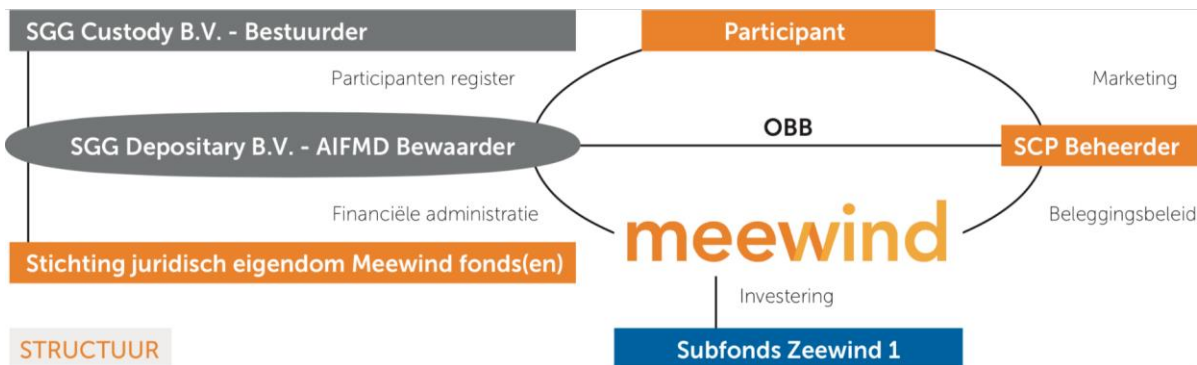 SGG Custody B.V. - Bestuurder
Participant
Participanten register
Marketing
OBB
SGG Depositary B.V. - AIFMD Bewaarder
SCP Beheerder
Financiële administratie
meewind
Beleggingsbeleid
Stichting juridisch eigendom Meewind fonds(en)
Investering
STRUCTUUR
Subfonds Zeewind 1